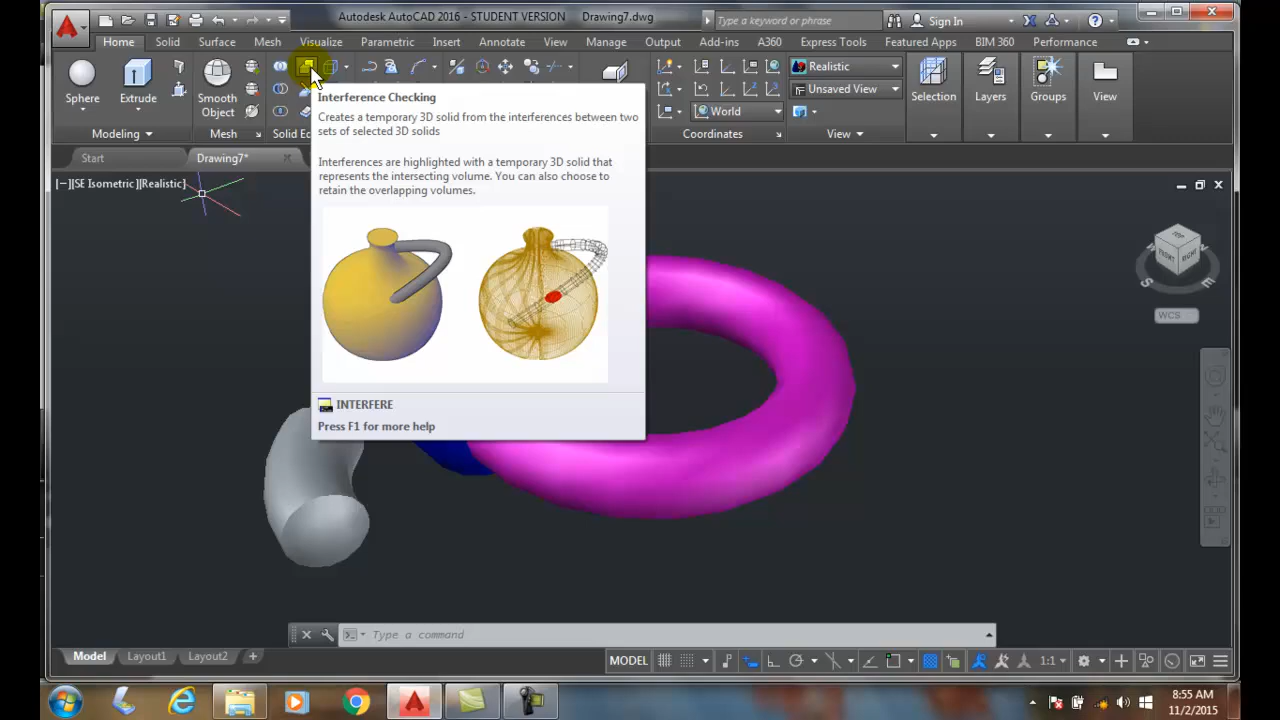 Autodesk AutoCAD 2016 - STUDENT VERSION Drawing7.dwg
Type a keyword or phrase
Sign In
Home Solid Surface Mesh Visualize Parametric Insert Annotate View Manage Output Add-ins A360 Express Tools Featured Apps BIM 360 Performance
Sphere
Extrude
Smooth
Object
Realistic
Unsaved View
World
Selection
Layers
Groups
View
Modeling
Mesh
Solid Ed
Coordinates
View
Start
Drawing7*
[−][SE Isometric][Realistic]
Interference Checking
Creates a temporary 3D solid from the interferences between two
sets of selected 3D solids
Interferences are highlighted with a temporary 3D solid that
represents the intersecting volume. You can also choose to
retain the overlapping volumes.
INTERFERE
Press F1 for more help
TOP
FRONT
RIGHT
S
E
WCS
Type a command
Model Layout1 Layout2 +
MODEL
1:1
8:55 AM
11/2/2015